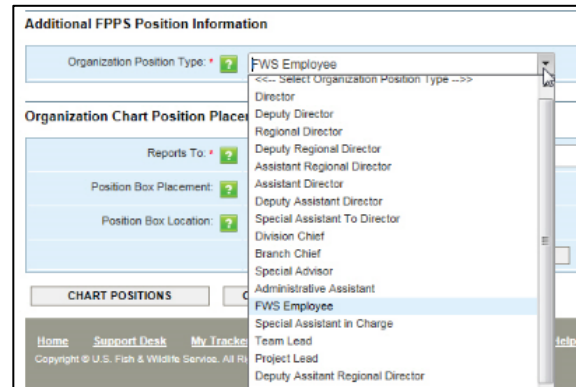 Additional FPPS Position Information
Organization Position Type: * ? FWS Employee
<<-- Select Organization Position Type -->>
Director
Deputy Director
Regional Director
Deputy Regional Director
Assistant Regional Director
Assistant Director
Deputy Assistant Director
Special Assistant To Director
Division Chief
Branch Chief
Special Advisor
Administrative Assistant
FWS Employee
Special Assistant in Charge
Team Lead
Project Lead
Deputy Assitant Regional Director
Organization Chart Position Place
Reports To: * ?
Position Box Placement: ?
Position Box Location: ?
CHART POSITIONS
Home Support Desk My Tracke Help
Copyright © U.S. Fish & Wildlife Service. All Ri